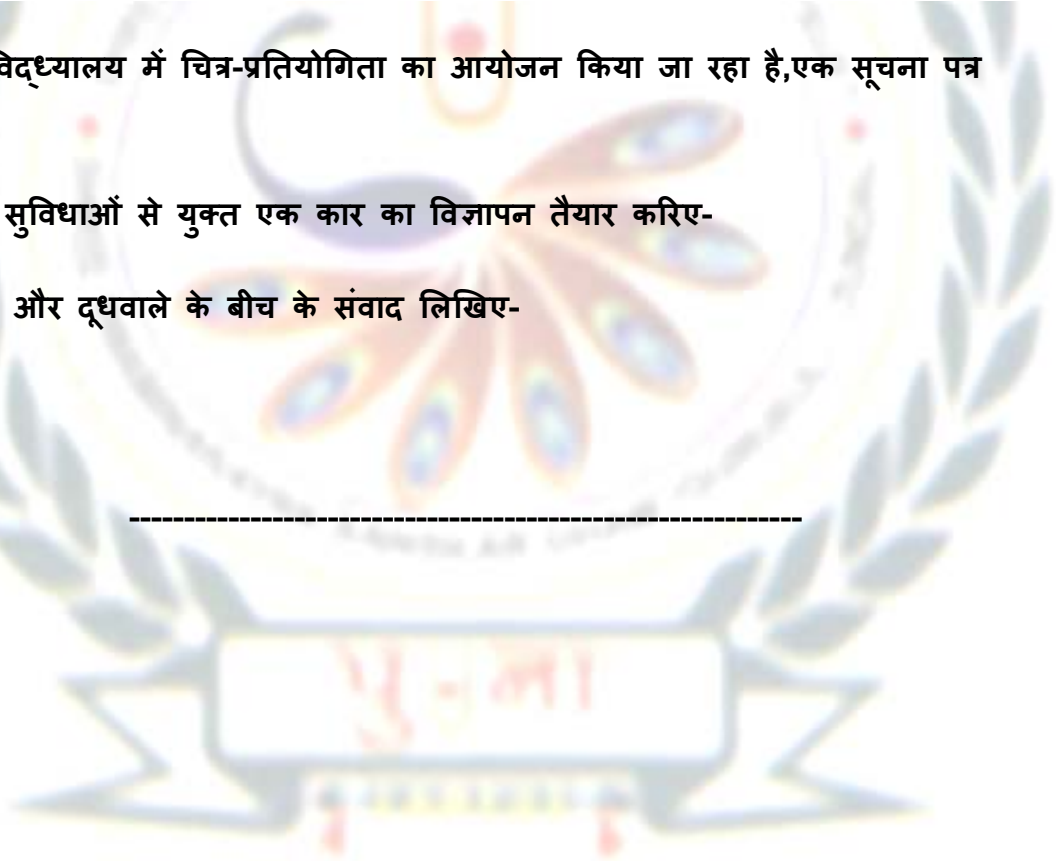 विद्ध्यालय में चित्र-प्रतियोगिता का आयोजन किया जा रहा है,एक सूचना पत्र
सुविधाओं से युक्त एक कार का विज्ञापन तैयार करिए-
और दूधवाले के बीच के संवाद लिखिए-
-------------------------------------------------------------
पु - ला